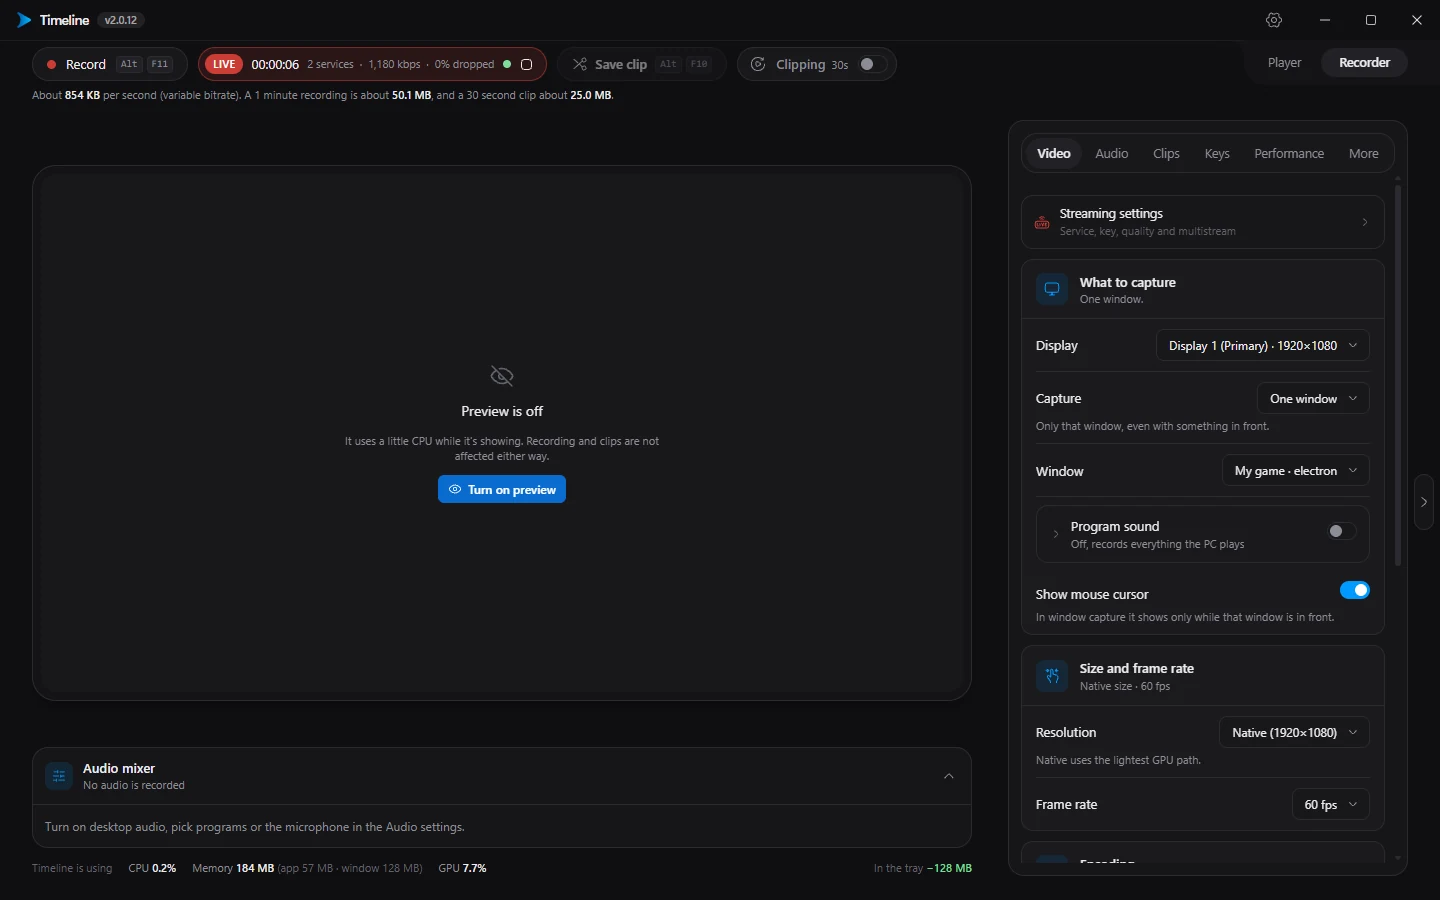 Timeline v2.0.12
Record Alt F11
LIVE 00:00:06 2 services · 1,180 kbps · 0% dropped
Save clip Alt F10
Clipping 30s
Player
Recorder
About 854 KB per second (variable bitrate). A 1 minute recording is about 50.1 MB, and a 30 second clip about 25.0 MB.
Preview is off
It uses a little CPU while it's showing. Recording and clips are not
affected either way.
Turn on preview
Audio mixer
No audio is recorded
Turn on desktop audio, pick programs or the microphone in the Audio settings.
Timeline is using CPU 0.2% Memory 184 MB (app 57 MB · window 128 MB) GPU 7.7%
In the tray −128 MB
Video Audio Clips Keys Performance More
LIVE
Streaming settings
Service, key, quality and multistream
What to capture
One window.
Display Display 1 (Primary) · 1920×1080
Capture One window
Only that window, even with something in front.
Window My game · electron
Program sound
Off, records everything the PC plays
Show mouse cursor
In window capture it shows only while that window is in front.
Size and frame rate
Native size · 60 fps
Resolution Native (1920×1080)
Native uses the lightest GPU path.
Frame rate 60 fps
Encoding